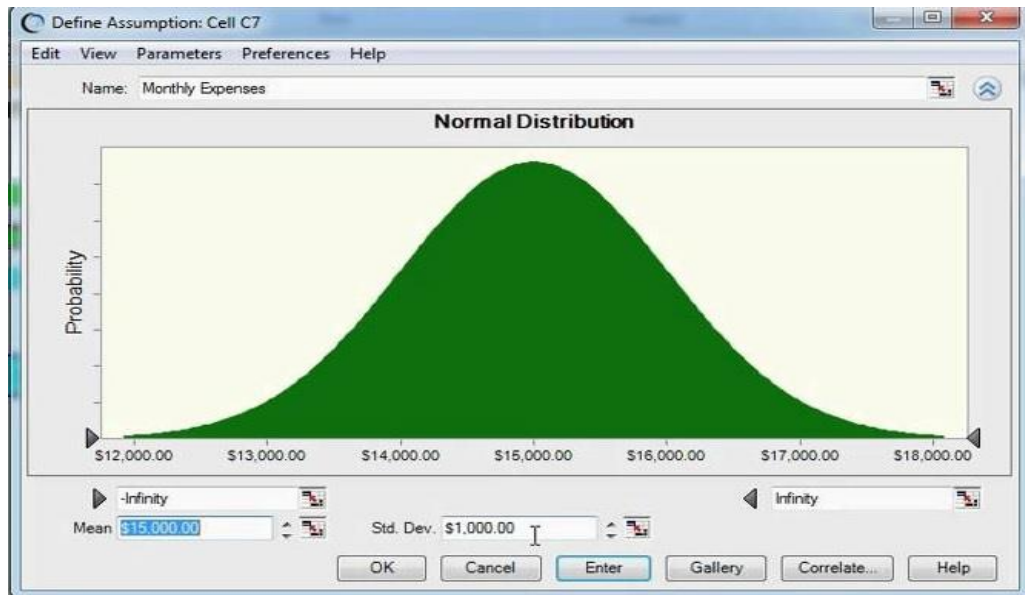 Define Assumption: Cell C7
Edit View Parameters Preferences Help
Name: Monthly Expenses
Normal Distribution
Probability
$12,000.00 $13,000.00 $14,000.00 $15,000.00 $16,000.00 $17,000.00 $18,000.00
-Infinity Infinity
Mean $15,000.00 Std. Dev. $1,000.00
OK Cancel Enter Gallery Correlate... Help